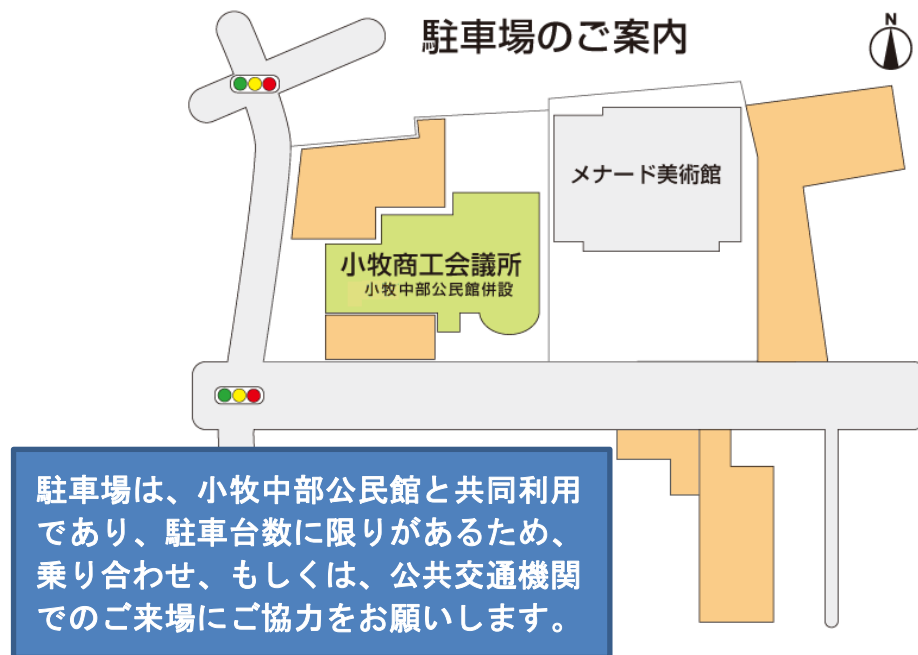 駐車場のご案内
N
メナード美術館
小牧商工会議所
小牧中部公民館併設
駐車場は、小牧中部公民館と共同利用
であり、駐車台数に限りがあるため、
乗り合わせ、もしくは、公共交通機関
でのご来場にご協力をお願いします。